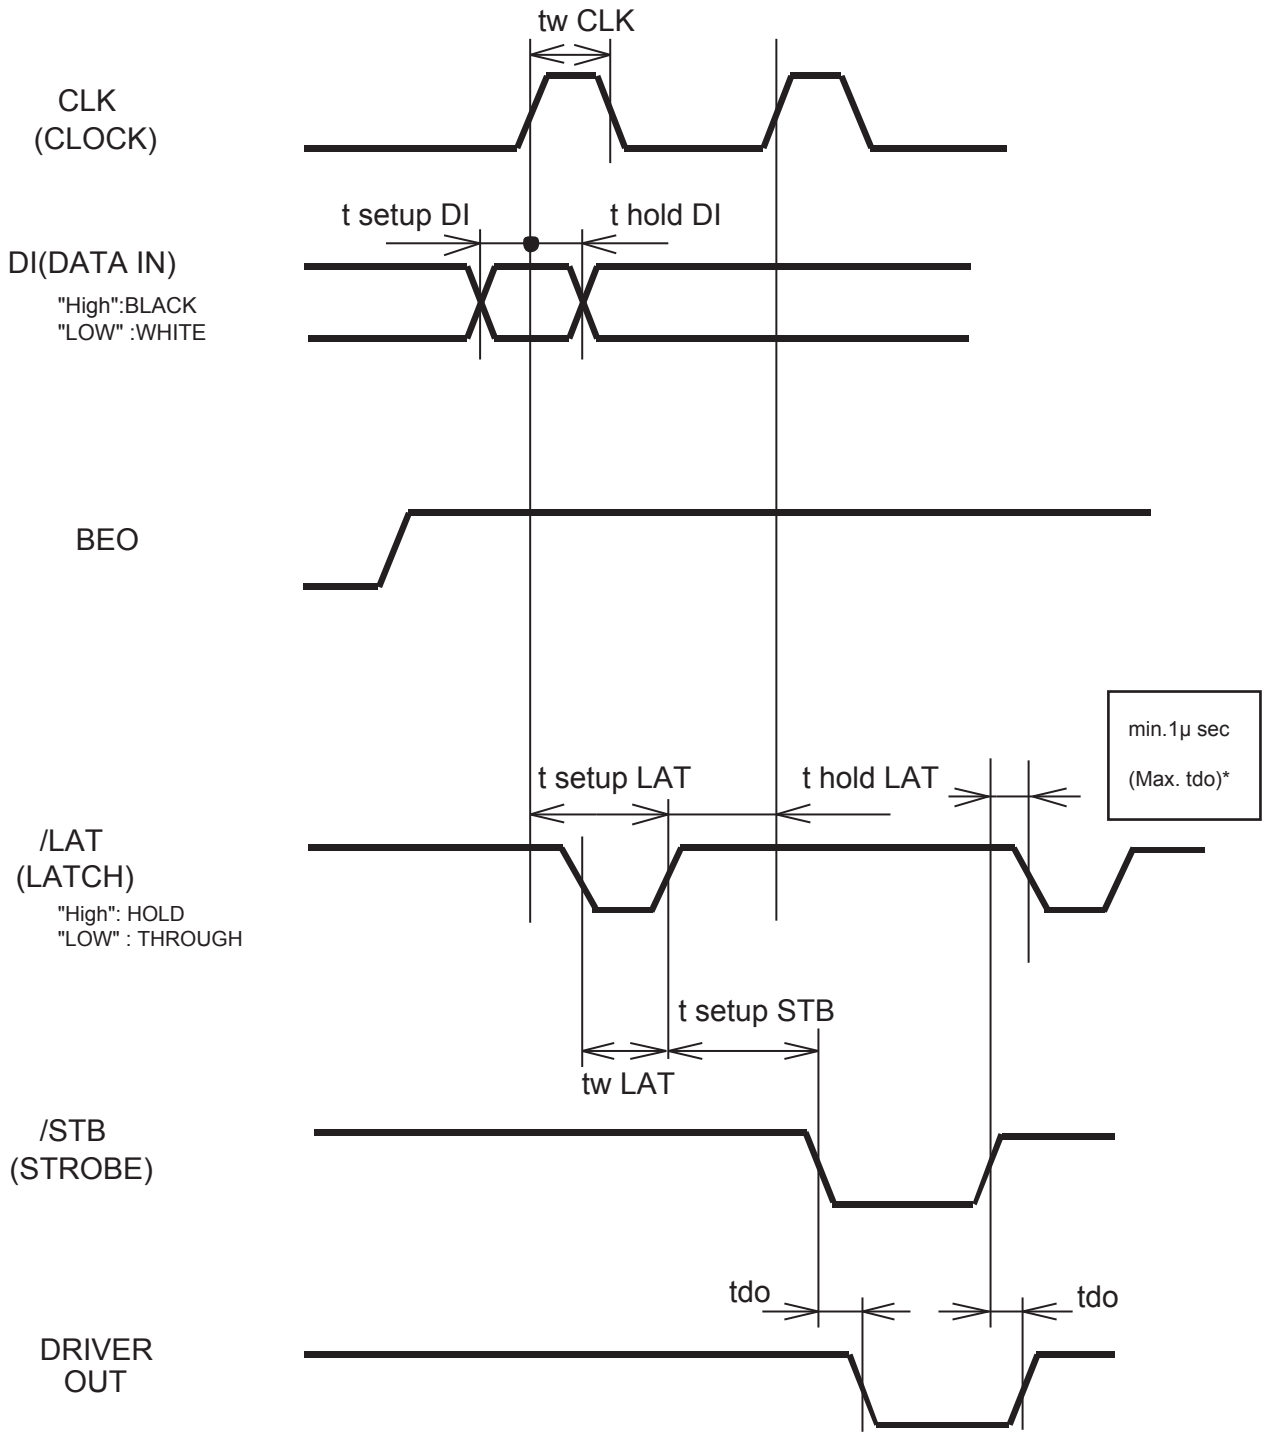 tw CLK
CLK
(CLOCK)
t setup DI
t hold DI
DI(DATA IN)
"High":BLACK
"LOW" :WHITE
BEO
min.1µ sec
(Max. tdo)*
t setup LAT
t hold LAT
/LAT
(LATCH)
"High": HOLD
"LOW" : THROUGH
t setup STB
tw LAT
/STB
(STROBE)
tdo
tdo
DRIVER
OUT